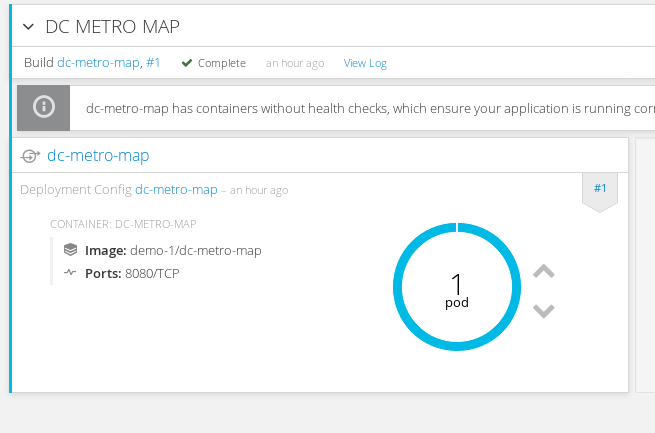 DC METRO MAP
Build dc-metro-map, #1 Complete an hour ago View Log
dc-metro-map has containers without health checks, which ensure your application is running corr
dc-metro-map
Deployment Config dc-metro-map – an hour ago #1
CONTAINER: DC-METRO-MAP
Image: demo-1/dc-metro-map
Ports: 8080/TCP
1
pod